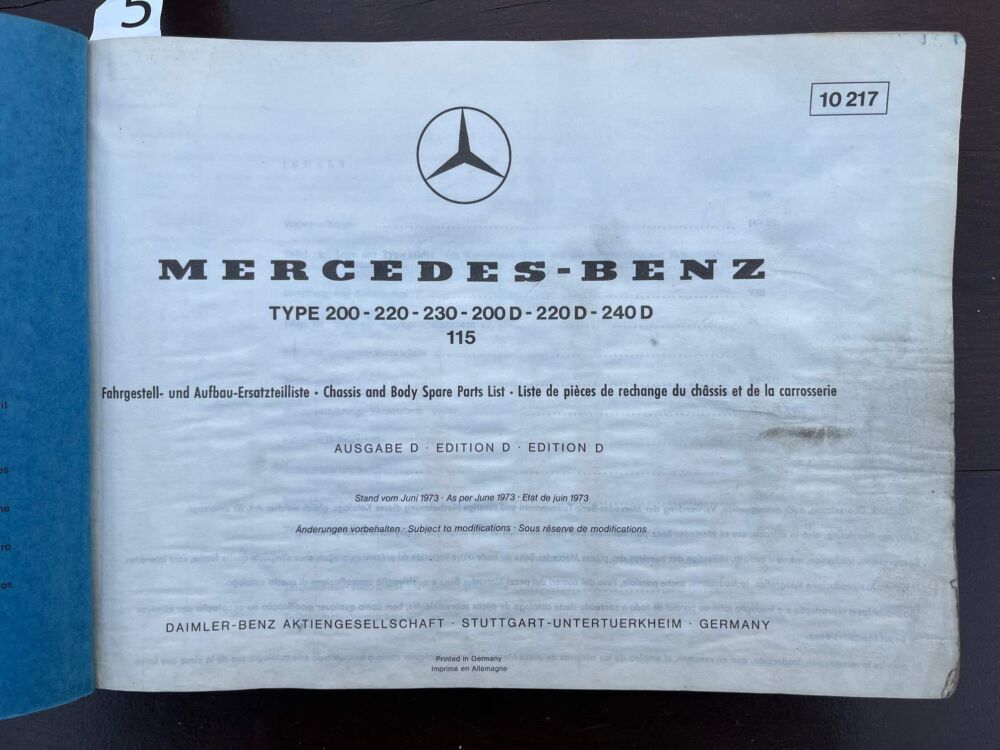 5
10 217
MERCEDES-BENZ
TYPE 200 - 220 - 230 - 200 D - 220 D - 240 D
115
Fahrgestell- und Aufbau-Ersatzteilliste · Chassis and Body Spare Parts List · Liste de pièces de rechange du châssis et de la carrosserie
AUSGABE D · EDITION D · EDITION D
Stand vom Juni 1973 · As per June 1973 · Etat de juin 1973
Änderungen vorbehalten · Subject to modifications · Sous réserve de modifications
DAIMLER-BENZ AKTIENGESELLSCHAFT · STUTTGART-UNTERTUERKHEIM · GERMANY
Printed in Germany
Imprimé en Allemagne